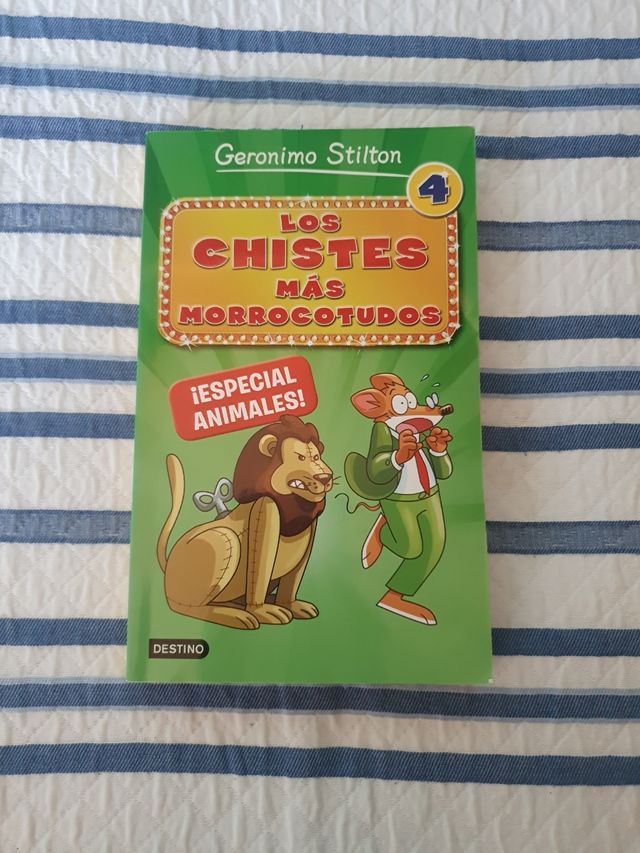 Geronimo Stilton
4
LOS
CHISTES
MÁS
MORROCOTUDOS
¡ESPECIAL
ANIMALES!
DESTINO